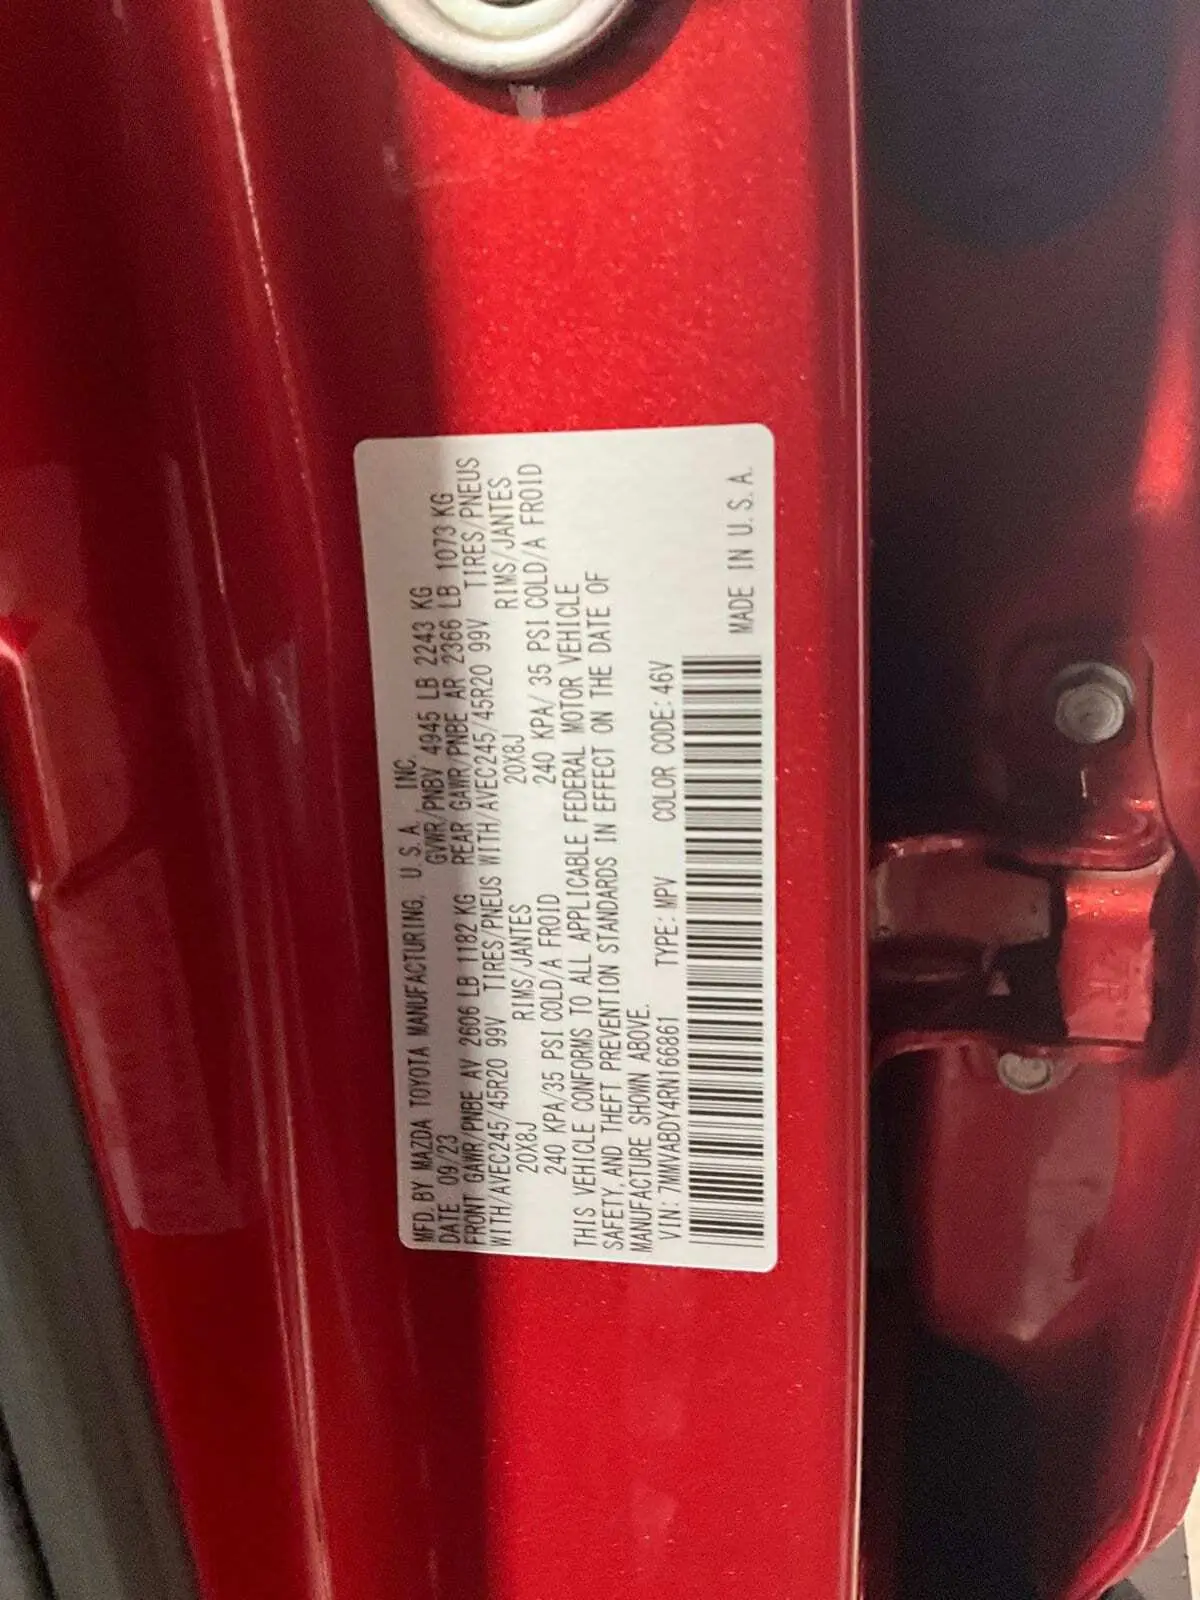 MFD. BY MAZDA TOYOTA MANUFACTURING, U.S.A., INC.
DATE 09/23 GVWR/PNBV 4945 LB 2243 KG
FRONT GAWR/PNBE AV 2606 LB 1182 KG REAR GAWR/PNBE AR 2366 LB 1073 KG
WITH/AVEC245/45R20 99V TIRES/PNEUS WITH/AVEC245/45R20 99V TIRES/PNEUS
20X8J RIMS/JANTES 20X8J RIMS/JANTES
240 KPA/35 PSI COLD/A FROID 240 KPA/ 35 PSI COLD/A FROID
THIS VEHICLE CONFORMS TO ALL APPLICABLE FEDERAL MOTOR VEHICLE
SAFETY, AND THEFT PREVENTION STANDARDS IN EFFECT ON THE DATE OF
MANUFACTURE SHOWN ABOVE.
VIN: 7MMVABDY4RN166861 TYPE: MPV COLOR CODE: 46V
MADE IN U.S.A.